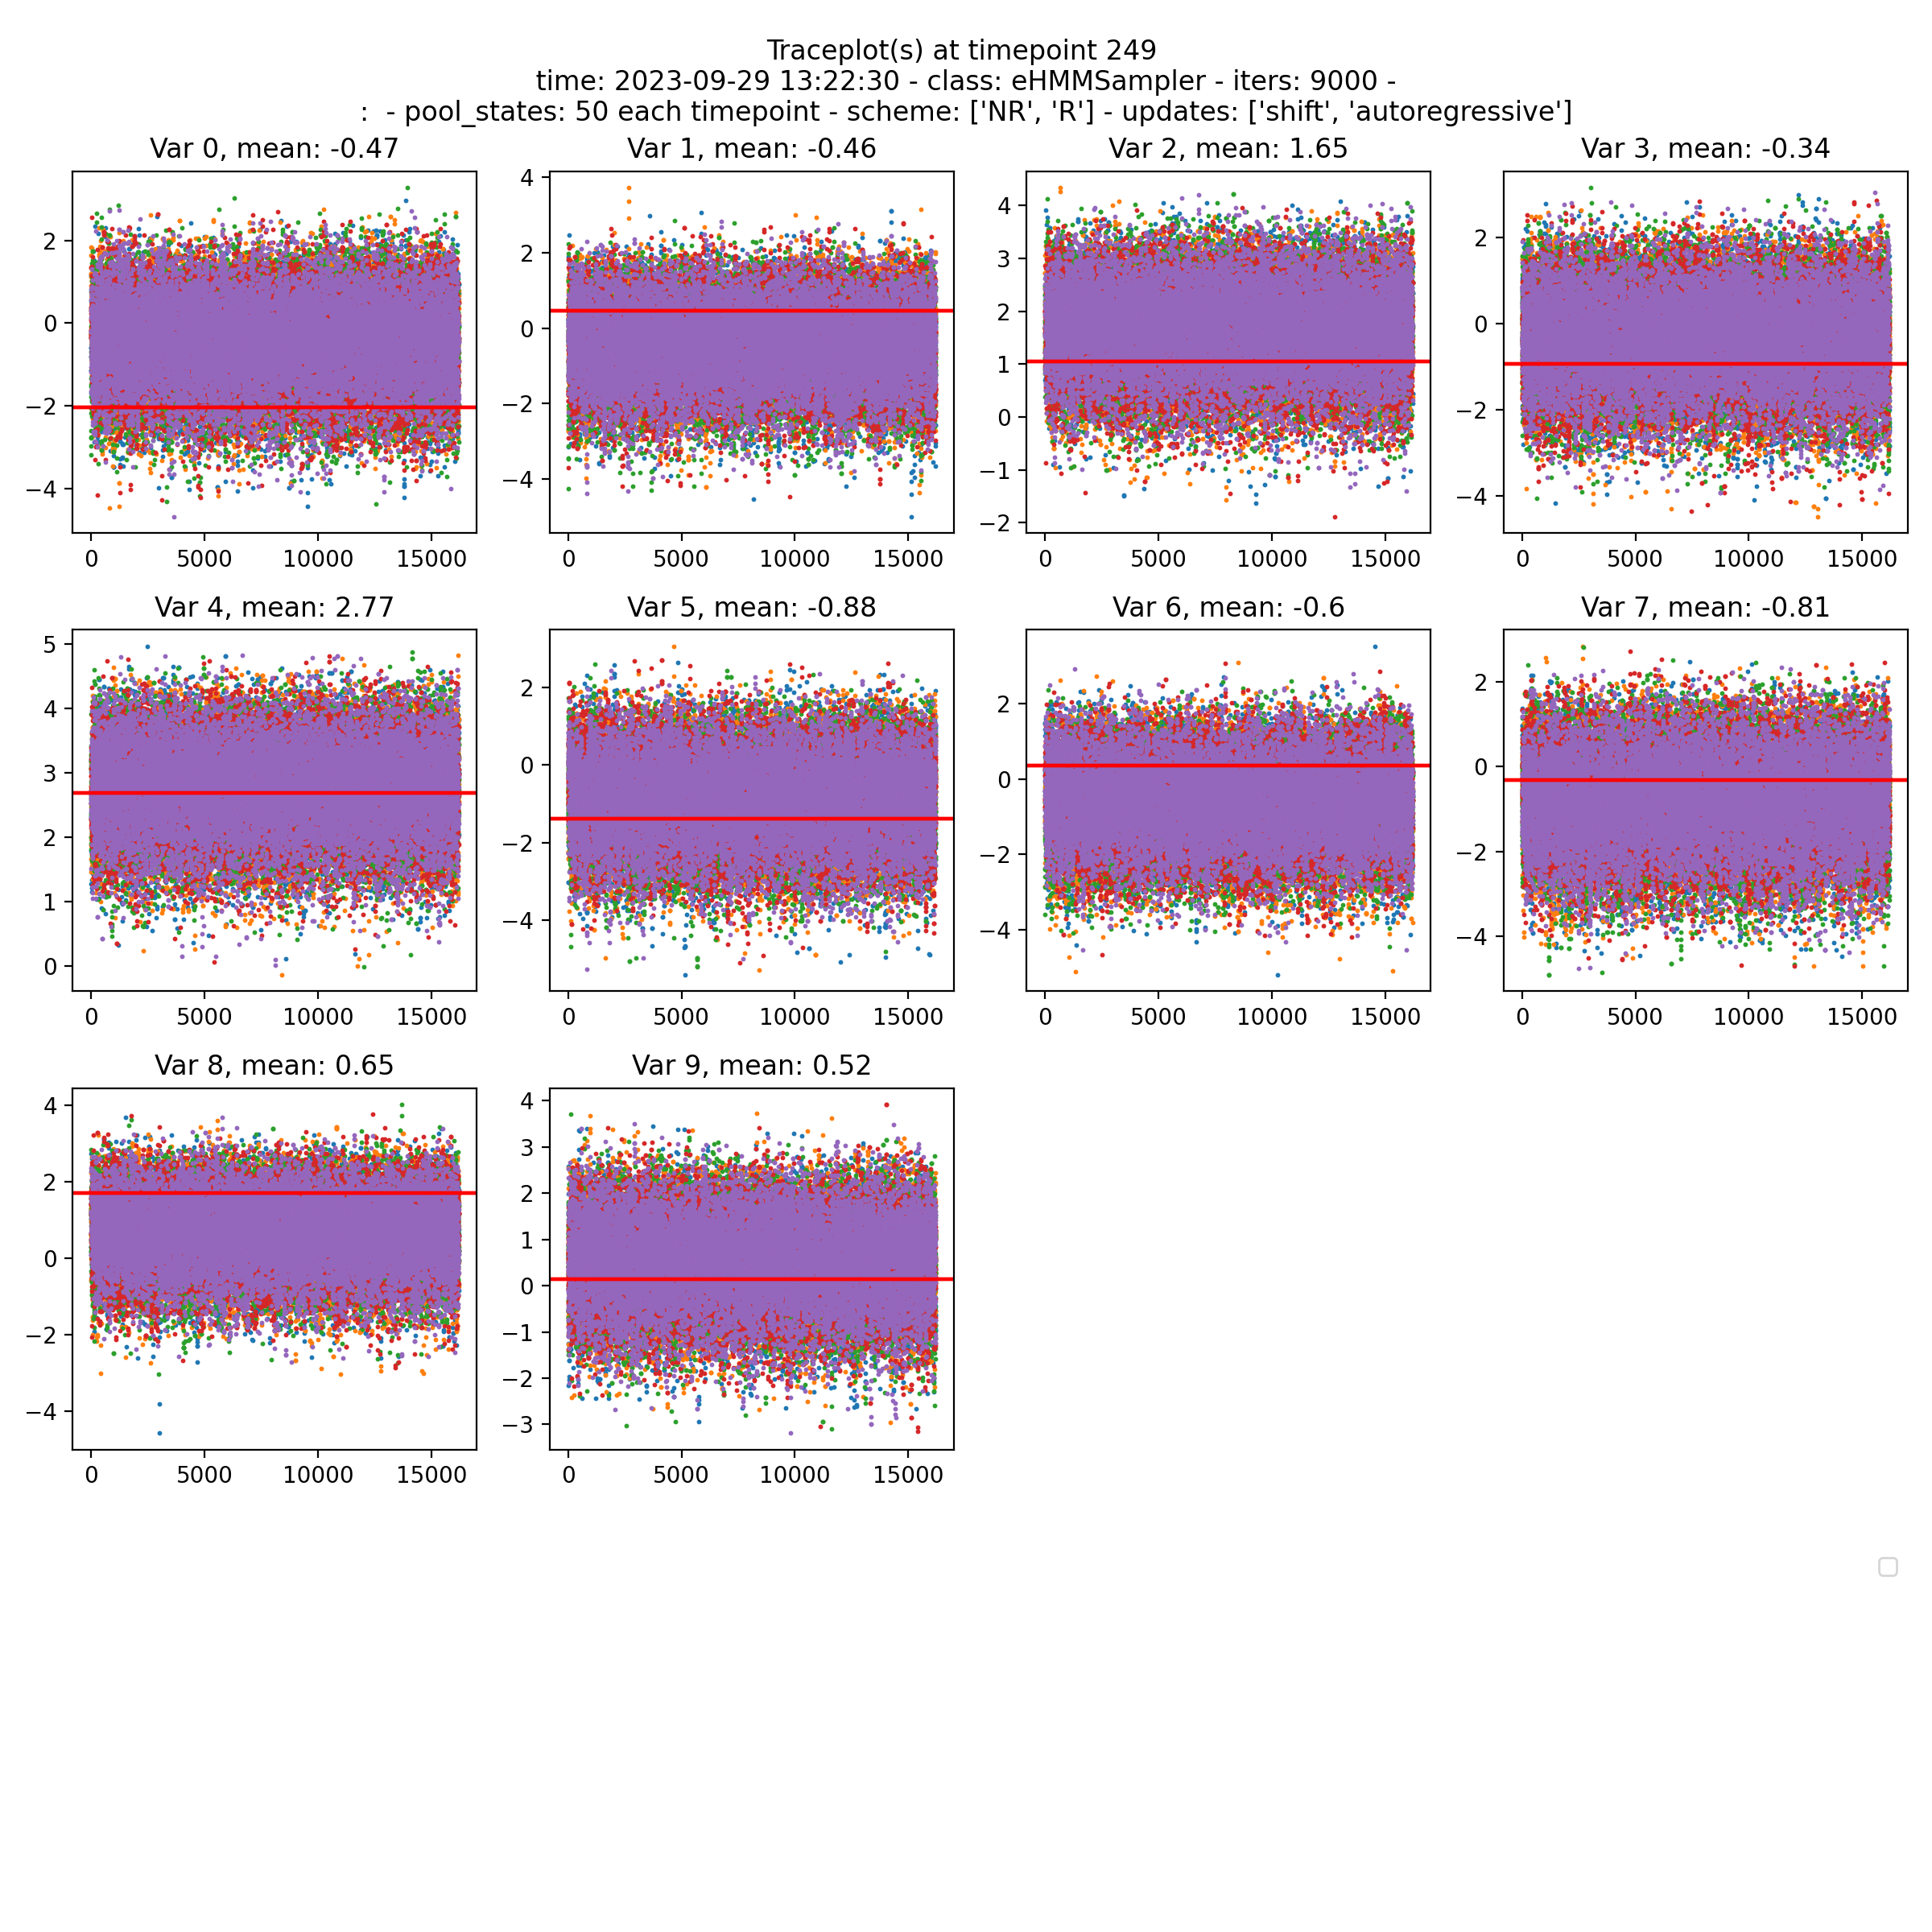 Traceplot(s) at timepoint 249
time: 2023-09-29 13:22:30 - class: eHMMSampler - iters: 9000 -
:  - pool_states: 50 each timepoint - scheme: ['NR', 'R'] - updates: ['shift', 'autoregressive']
Var 0, mean: -0.47
2
0
−2
−4
0 5000 10000 15000
Var 1, mean: -0.46
4
2
0
−2
−4
0 5000 10000 15000
Var 2, mean: 1.65
4
3
2
1
0
−1
−2
0 5000 10000 15000
Var 3, mean: -0.34
2
0
−2
−4
0 5000 10000 15000
Var 4, mean: 2.77
5
4
3
2
1
0
0 5000 10000 15000
Var 5, mean: -0.88
2
0
−2
−4
0 5000 10000 15000
Var 6, mean: -0.6
2
0
−2
−4
0 5000 10000 15000
Var 7, mean: -0.81
2
0
−2
−4
0 5000 10000 15000
Var 8, mean: 0.65
4
2
0
−2
−4
0 5000 10000 15000
Var 9, mean: 0.52
4
3
2
1
0
−1
−2
−3
0 5000 10000 15000